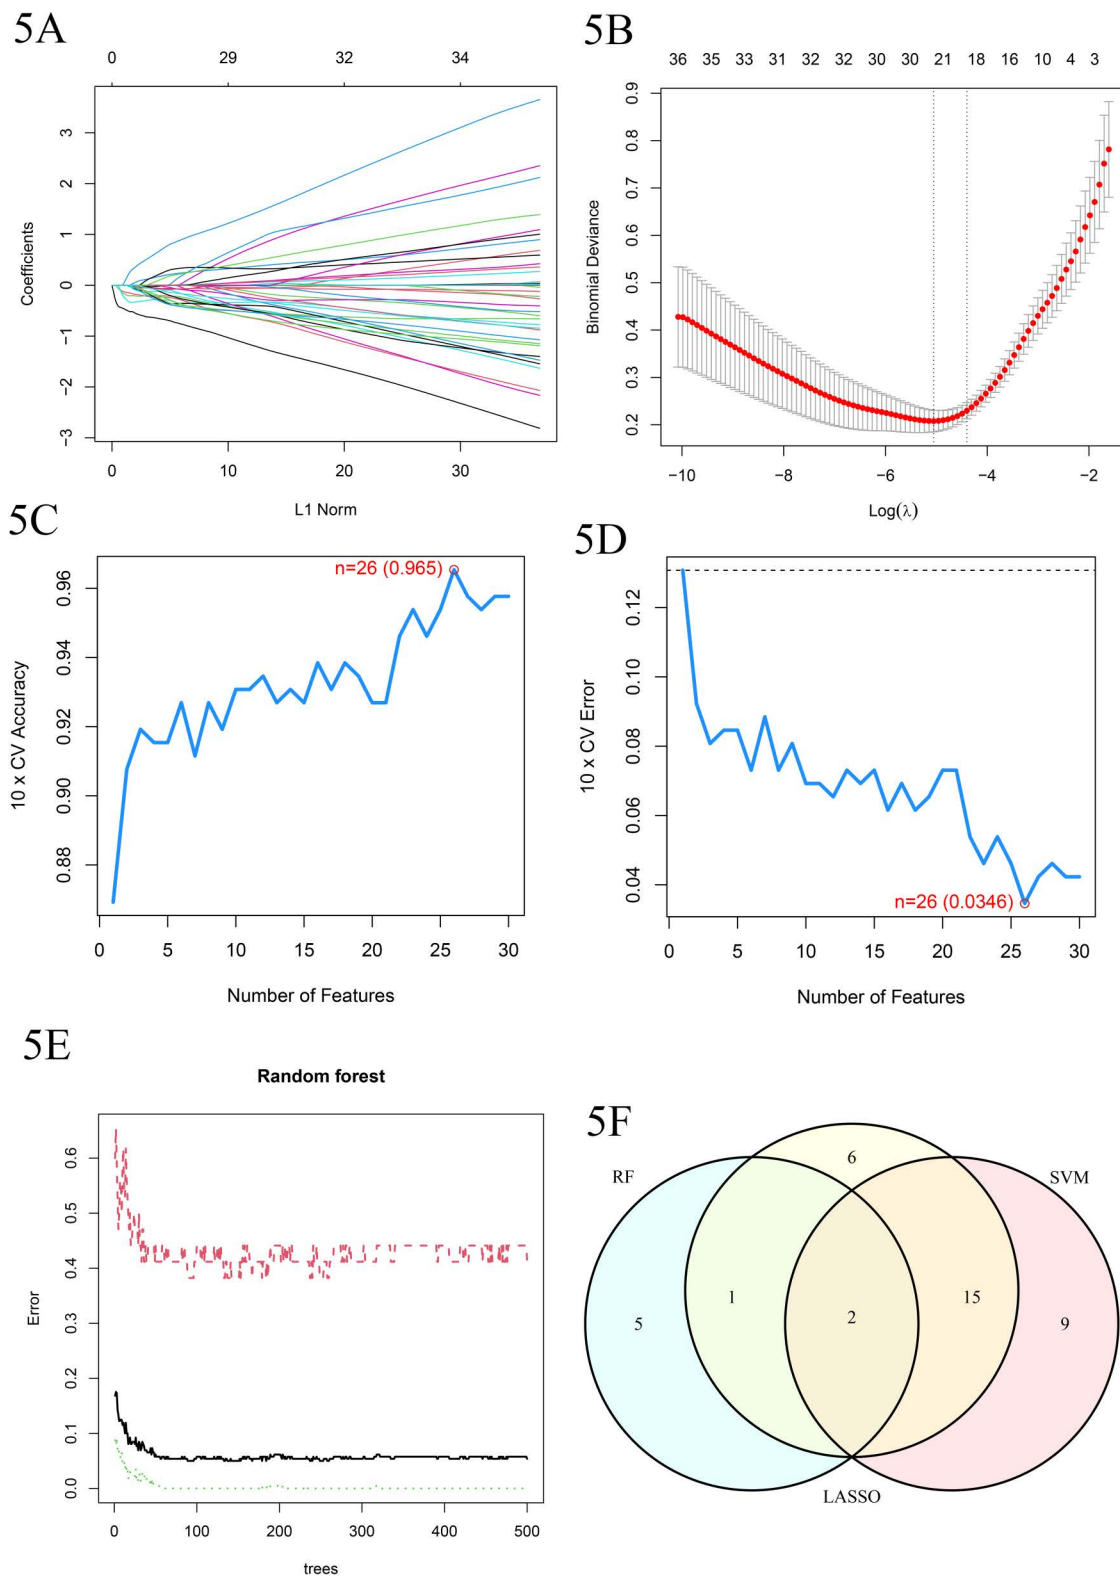 5A
0 29 32 34
3
2
1
0
−1
−2
−3
Coefficients
0 10 20 30
L1 Norm
5B
36 35 33 31 32 32 30 30 21 18 16 10 4 3
0.9
0.8
0.7
0.6
0.5
0.4
0.3
0.2
Binomial Deviance
−10 −8 −6 −4 −2
Log(λ)
5C
n=26 (0.965)
0.96
0.94
0.92
0.90
0.88
10 x CV Accuracy
0 5 10 15 20 25 30
Number of Features
5D
0.12
0.10
0.08
0.06
0.04
10 x CV Error
n=26 (0.0346)
0 5 10 15 20 25 30
Number of Features
5E
Random forest
0.6
0.5
0.4
0.3
0.2
0.1
0.0
Error
0 100 200 300 400 500
trees
5F
RF
6
SVM
5
1
2
15
9
LASSO